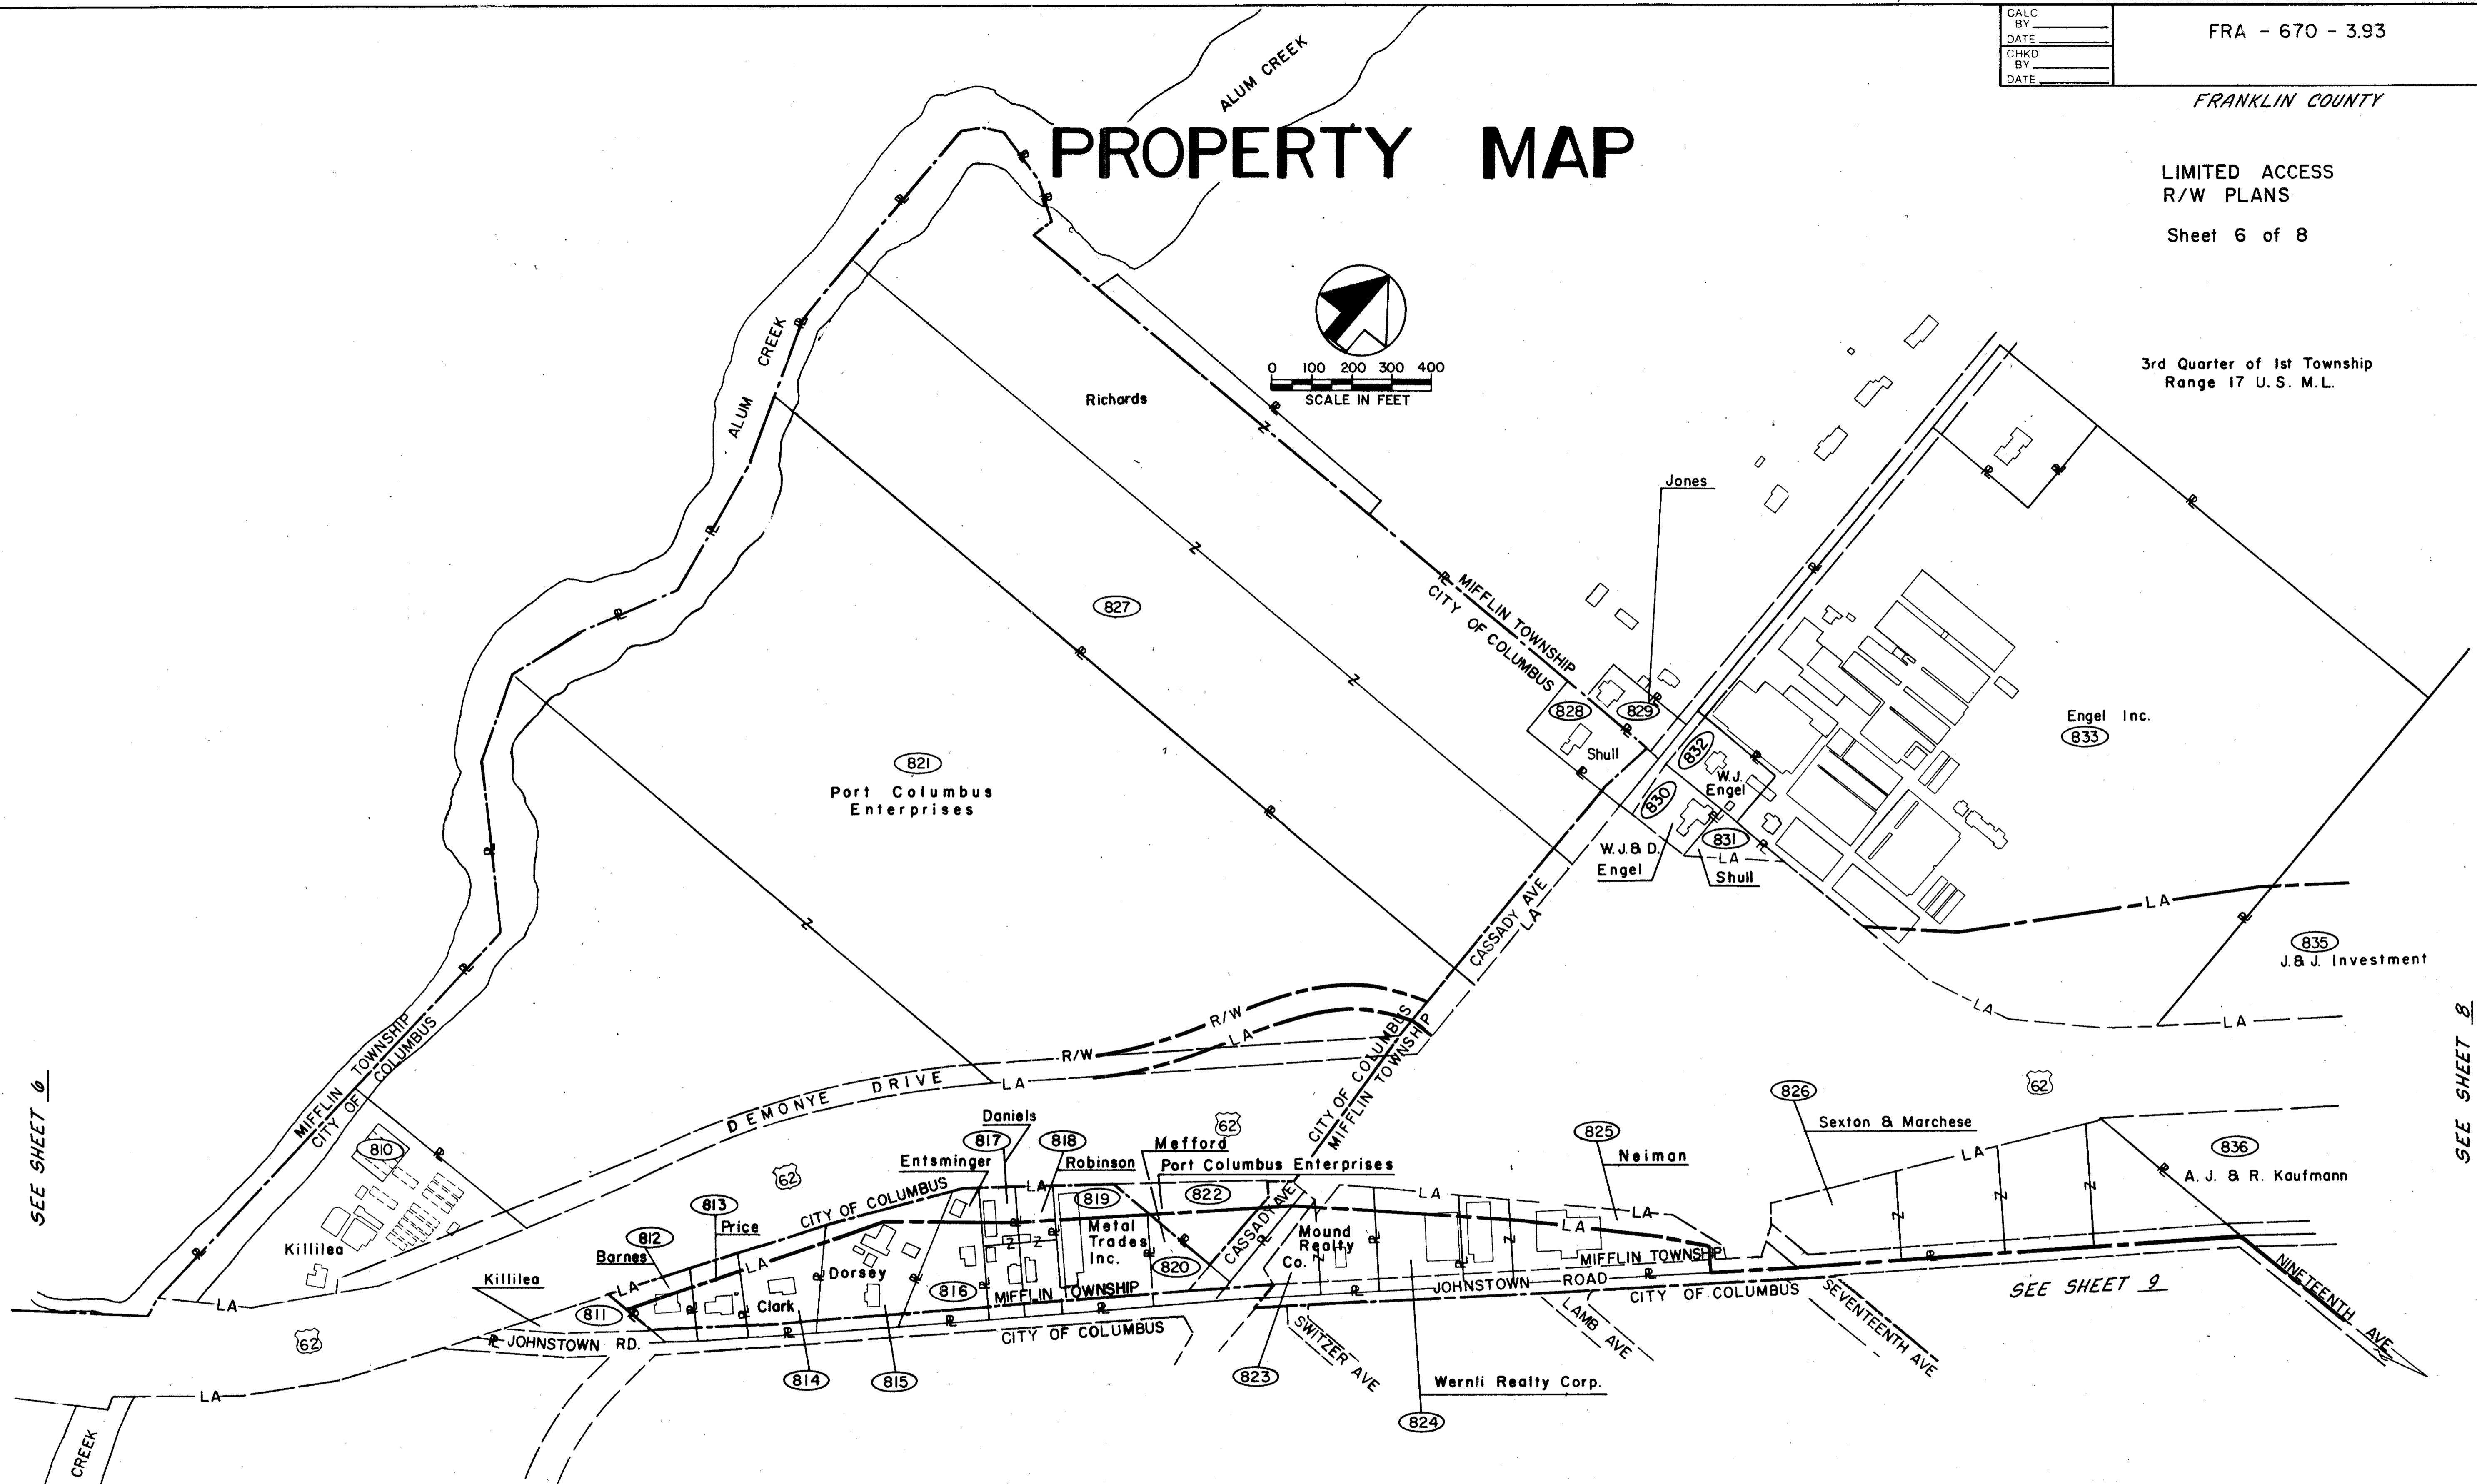 CALC
BY
DATE
CHKD
BY
DATE
FRA - 670 - 3.93
FRANKLIN COUNTY
LIMITED ACCESS
R/W PLANS
Sheet 6 of 8
PROPERTY MAP
ALUM CREEK
ALUM CREEK
0 100 200 300 400
SCALE IN FEET
3rd Quarter of 1st Township
Range 17 U. S. M.L.
Richards
827
Jones
MIFFLIN TOWNSHIP
CITY OF COLUMBUS
828
829
Shull
832
W.J.
Engel
830
831
W.J. & D.
Engel
LA
Shull
Engel Inc.
833
821
Port Columbus
Enterprises
CASSADY AVE
LA
LA
835
J. & J. Investment
LA
LA
SEE SHEET 8
SEE SHEET 6
MIFFLIN TOWNSHIP
CITY OF COLUMBUS
810
Killilea
R/W
LA
R/W
LA
DEMONYE DRIVE
CITY OF COLUMBUS
MIFFLIN TOWNSHIP
62
62
62
62
Daniels
817
818
Entsminger
Robinson
Mefford
Port Columbus Enterprises
819
822
Metal
Trades
Inc.
820
CASSADY AVE
Mound
Realty
Co.
LA
CITY OF COLUMBUS
813
Price
812
Barnes
LA
LA
Killilea
811
JOHNSTOWN RD.
Clark
Dorsey
816
MIFFLIN TOWNSHIP
CITY OF COLUMBUS
814
815
823
SWITZER AVE
Wernli Realty Corp.
824
LA
825
Neiman
LA
LA
MIFFLIN TOWNSHIP
JOHNSTOWN ROAD
CITY OF COLUMBUS
LAMB AVE
SEVENTEENTH AVE
826
Sexton & Marchese
LA
836
A. J. & R. Kaufmann
SEE SHEET 9
NINETEENTH AVE
LA
LA
CREEK